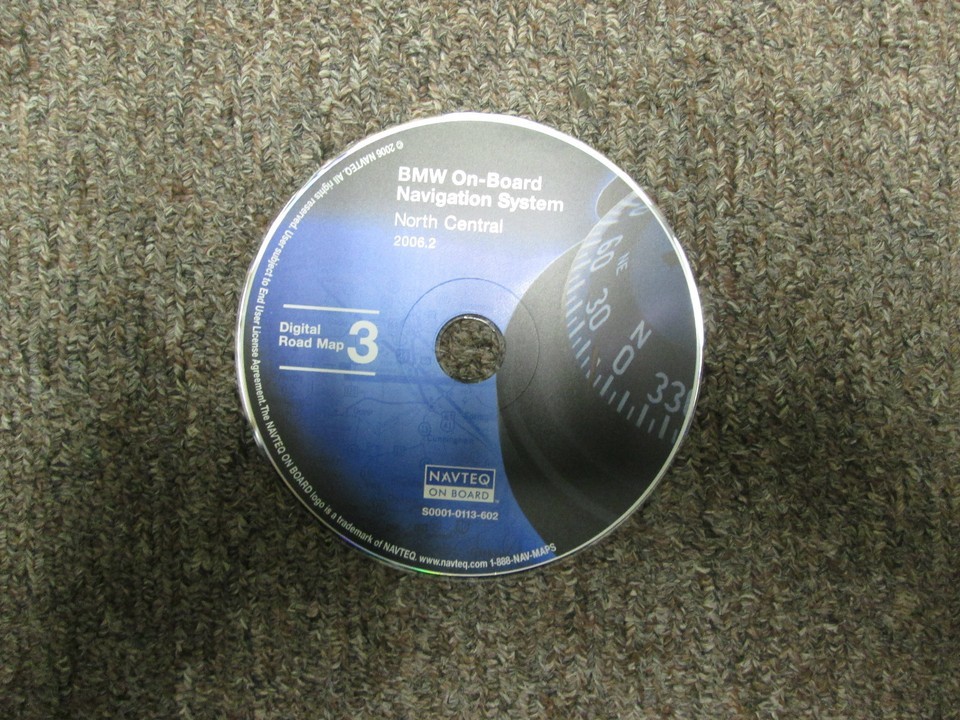 BMW On-Board
Navigation System
North Central
2006.2
Digital
Road Map 3
NAVTEQ
ON BOARD
S0001-0113-602
© 2006 NAVTEQ. All rights reserved. User subject to End User License Agreement. The NAVTEQ ON BOARD logo is a trademark of NAVTEQ. www.navteq.com 1-888-NAV-MAPS
60
NE
30
N
0
33